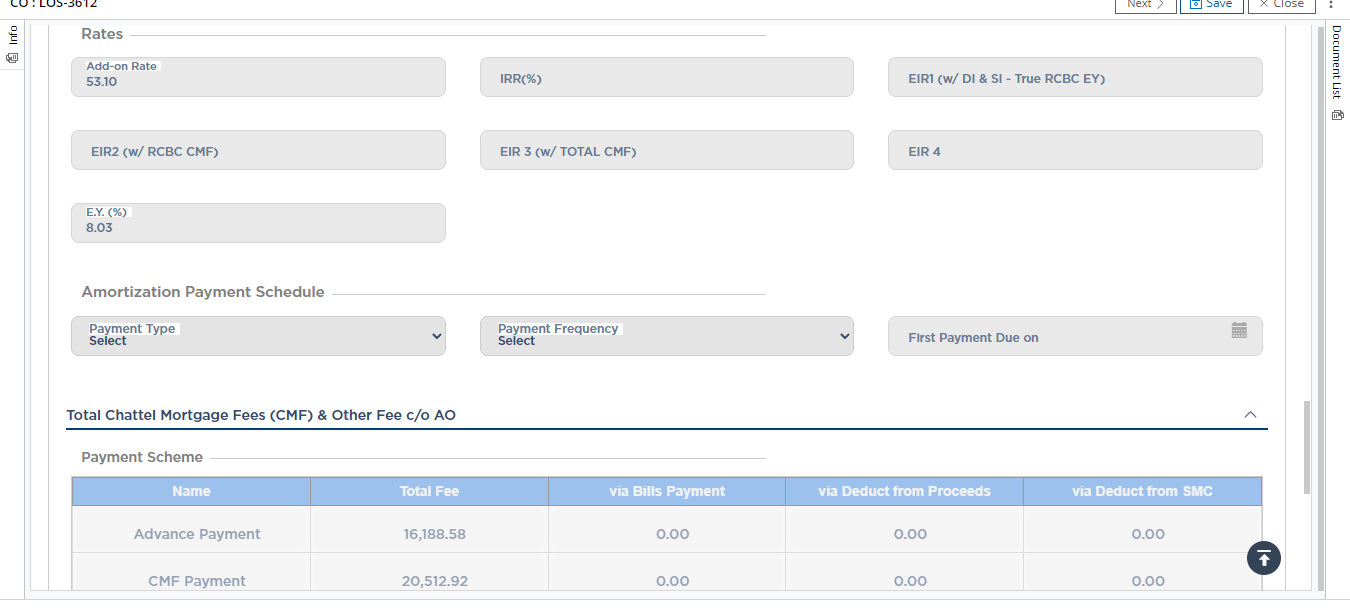 CO : LOS-3612
Next
Save
Close
Info
Document List
Rates
Add-on Rate
53.10
IRR(%)
EIR1 (w/ DI & SI - True RCBC EY)
EIR2 (w/ RCBC CMF)
EIR 3 (w/ TOTAL CMF)
EIR 4
E.Y. (%)
8.03
Amortization Payment Schedule
Payment Type
Select
Payment Frequency
Select
First Payment Due on
Total Chattel Mortgage Fees (CMF) & Other Fee c/o AO
Payment Scheme
Name Total Fee via Bills Payment via Deduct from Proceeds via Deduct from SMC
Advance Payment 16,188.58 0.00 0.00 0.00
CMF Payment 20,512.92 0.00 0.00 0.00